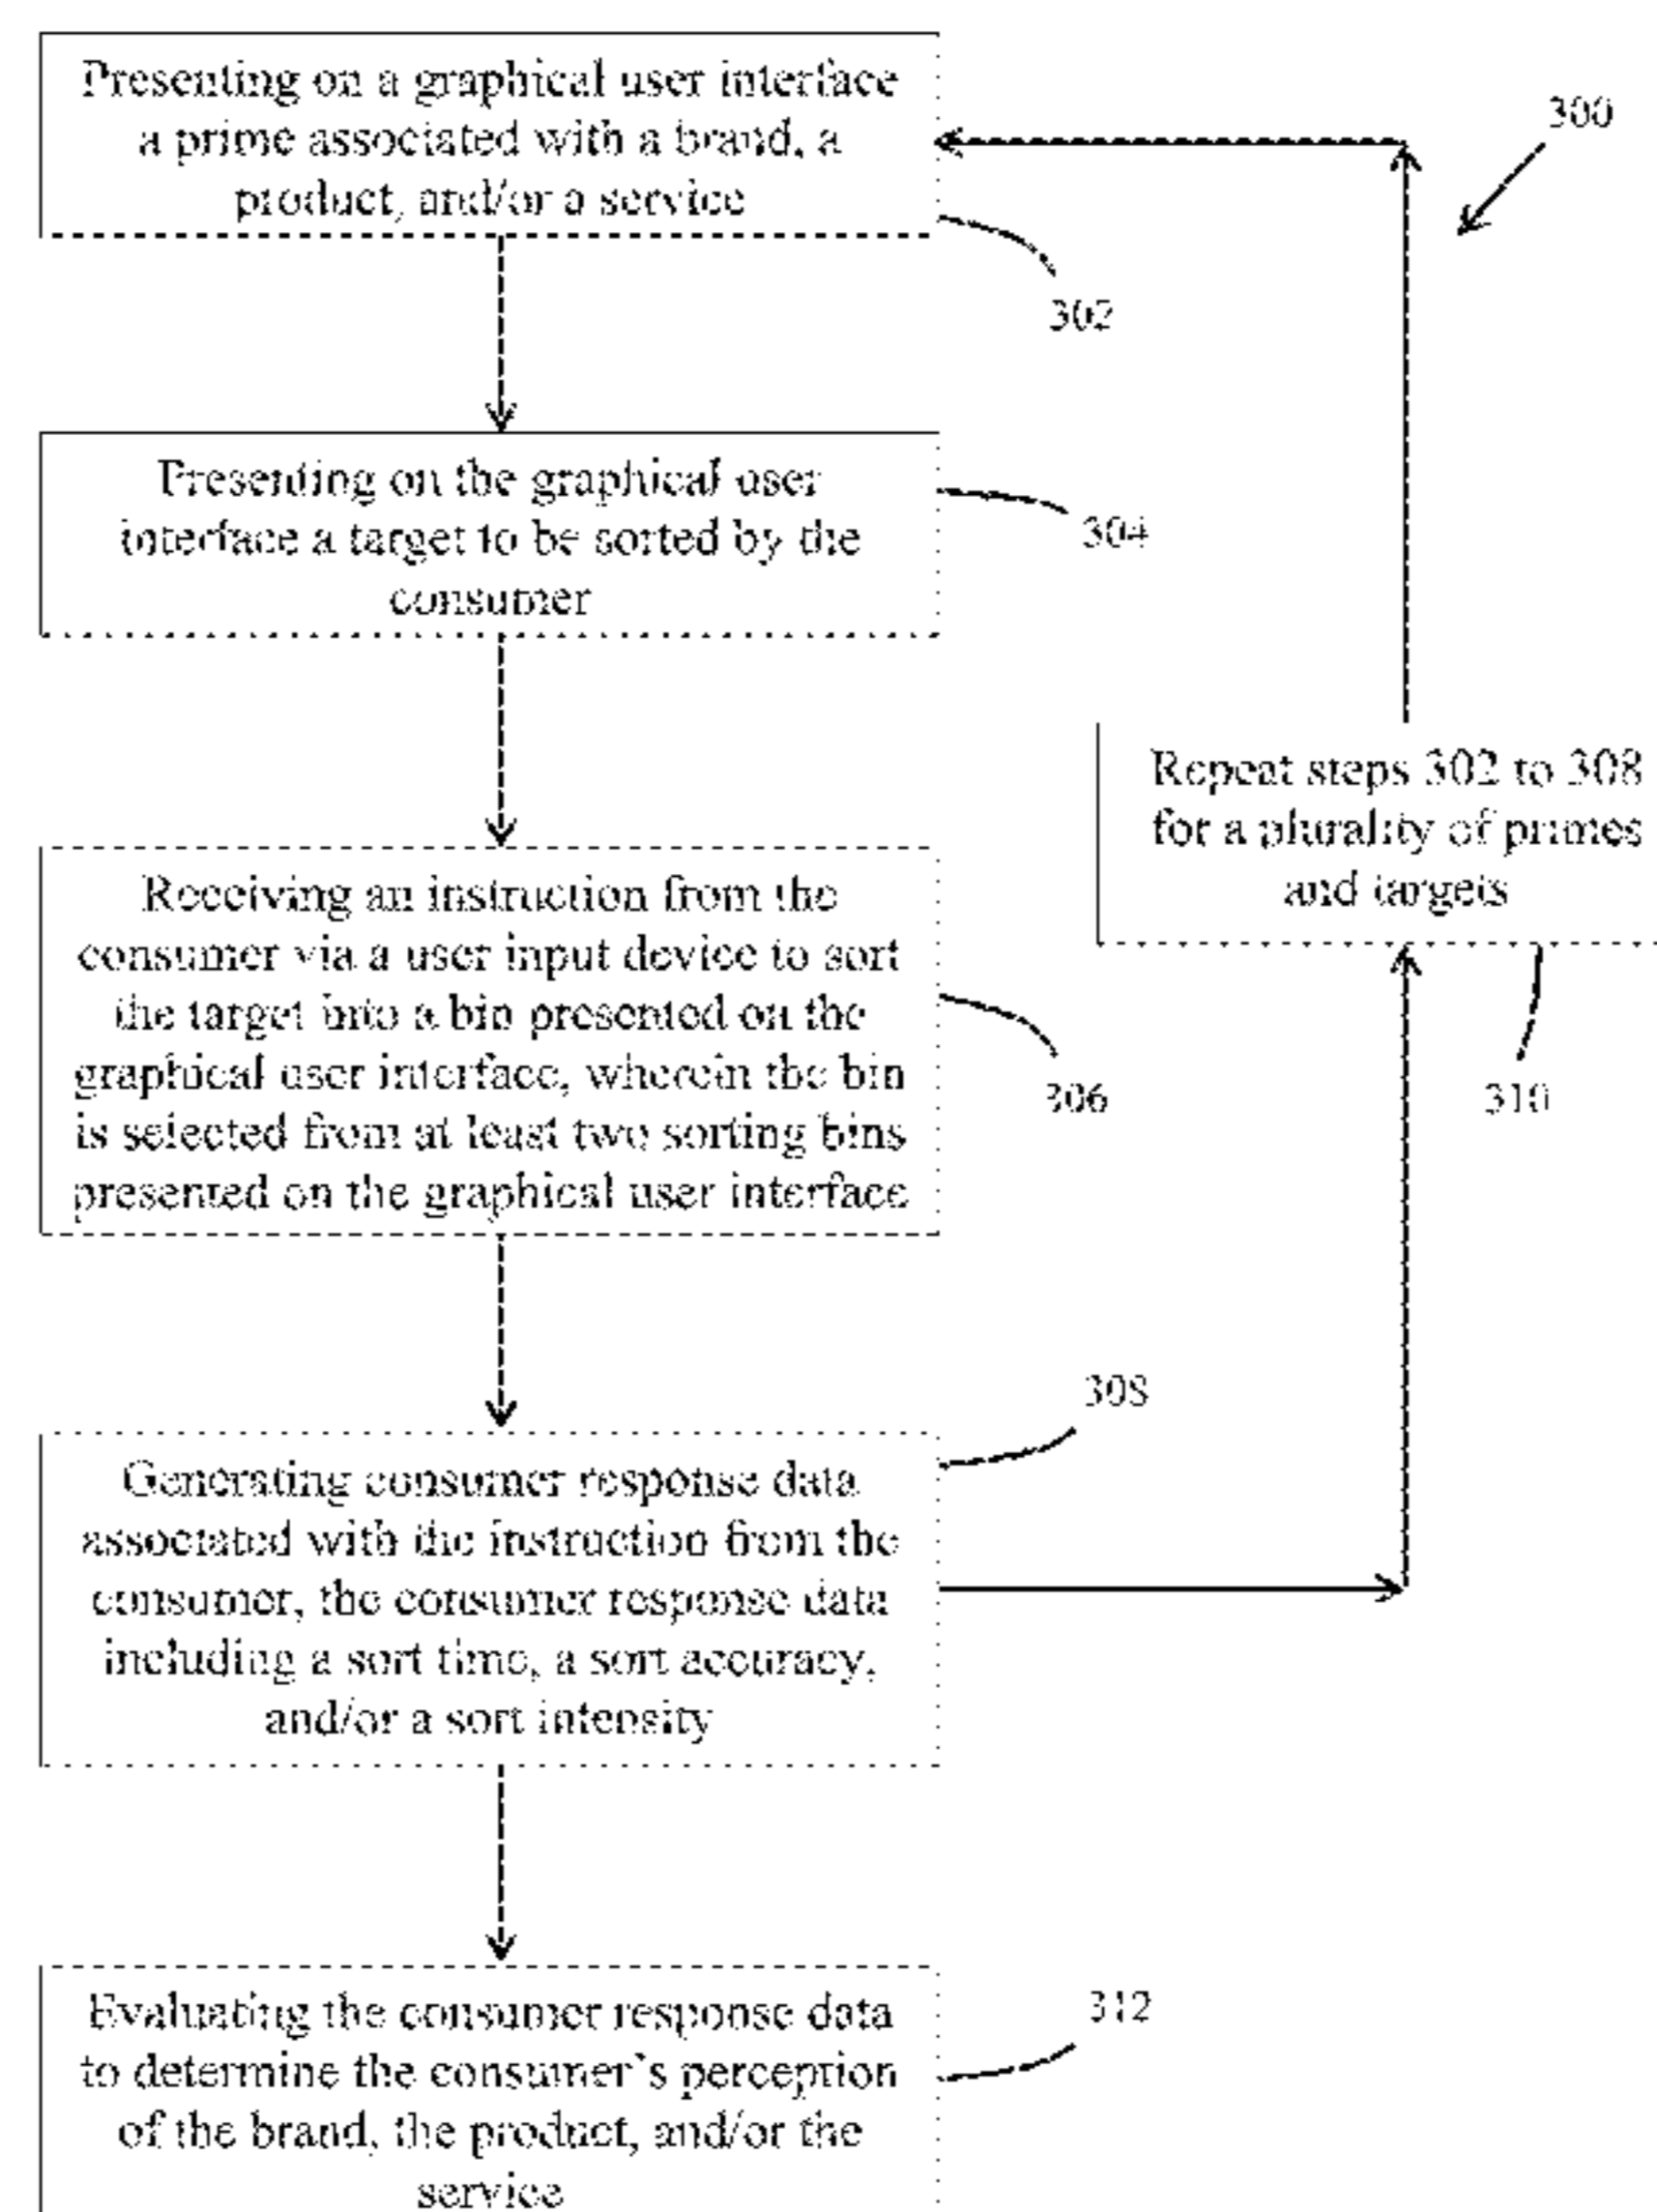 Presenting on a graphical user interface
a prime associated with a brand, a
product, and/or a service
300
302
Presenting on the graphical user
interface a target to be sorted by the
consumer
304
Repeat steps 302 to 308
for a plurality of primes
and targets
310
Receiving an instruction from the
consumer via a user input device to sort
the target into a bin presented on the
graphical user interface, wherein the bin
is selected from at least two sorting bins
presented on the graphical user interface
306
308
Generating consumer response data
associated with the instruction from the
consumer, the consumer response data
including a sort time, a sort accuracy,
and/or a sort intensity
312
Evaluating the consumer response data
to determine the consumer's perception
of the brand, the product, and/or the
service